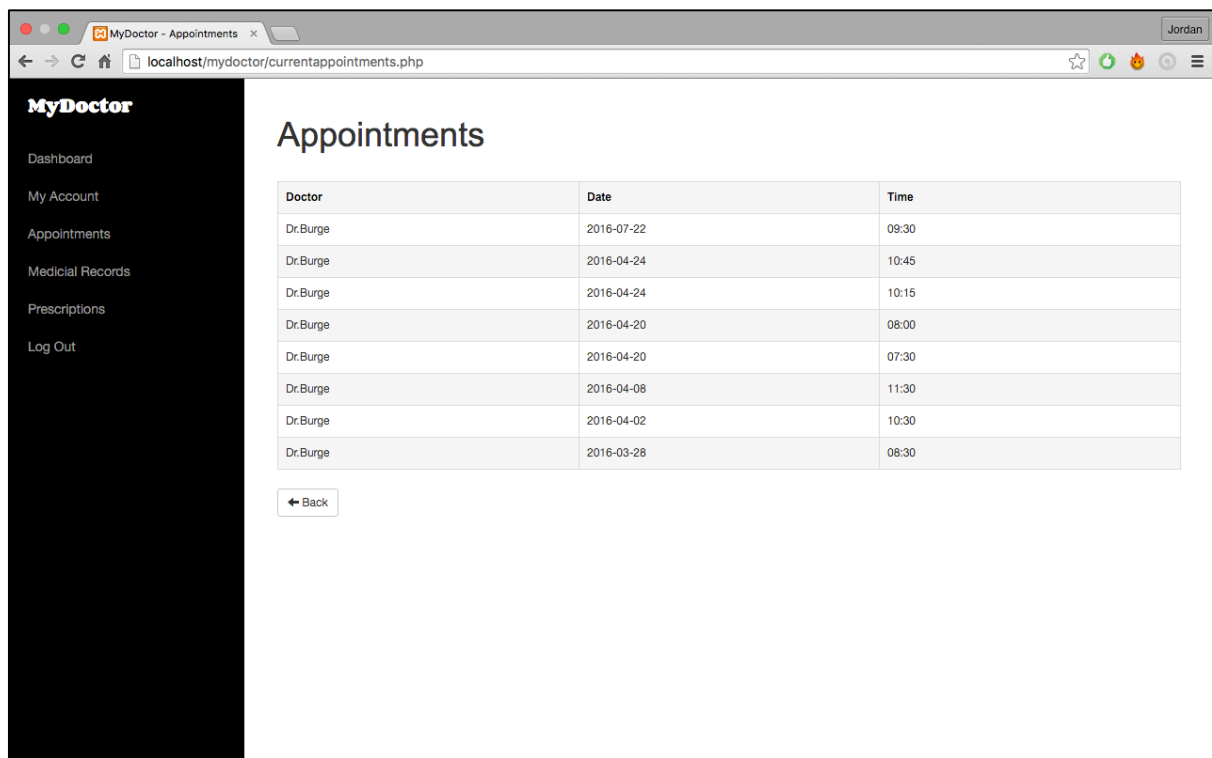 MyDoctor - Appointments
Jordan
localhost/mydoctor/currentappointments.php
MyDoctor
Dashboard
My Account
Appointments
Medicial Records
Prescriptions
Log Out
Appointments
Doctor Date Time
Dr.Burge 2016-07-22 09:30
Dr.Burge 2016-04-24 10:45
Dr.Burge 2016-04-24 10:15
Dr.Burge 2016-04-20 08:00
Dr.Burge 2016-04-20 07:30
Dr.Burge 2016-04-08 11:30
Dr.Burge 2016-04-02 10:30
Dr.Burge 2016-03-28 08:30
Back